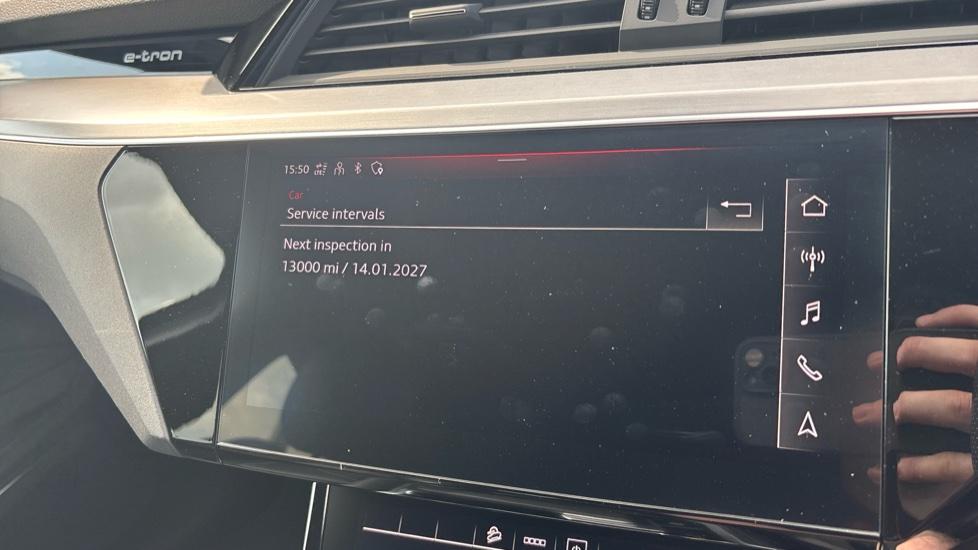 e-tron
15:50
Car
Service intervals
Next inspection in
13000 mi / 14.01.2027